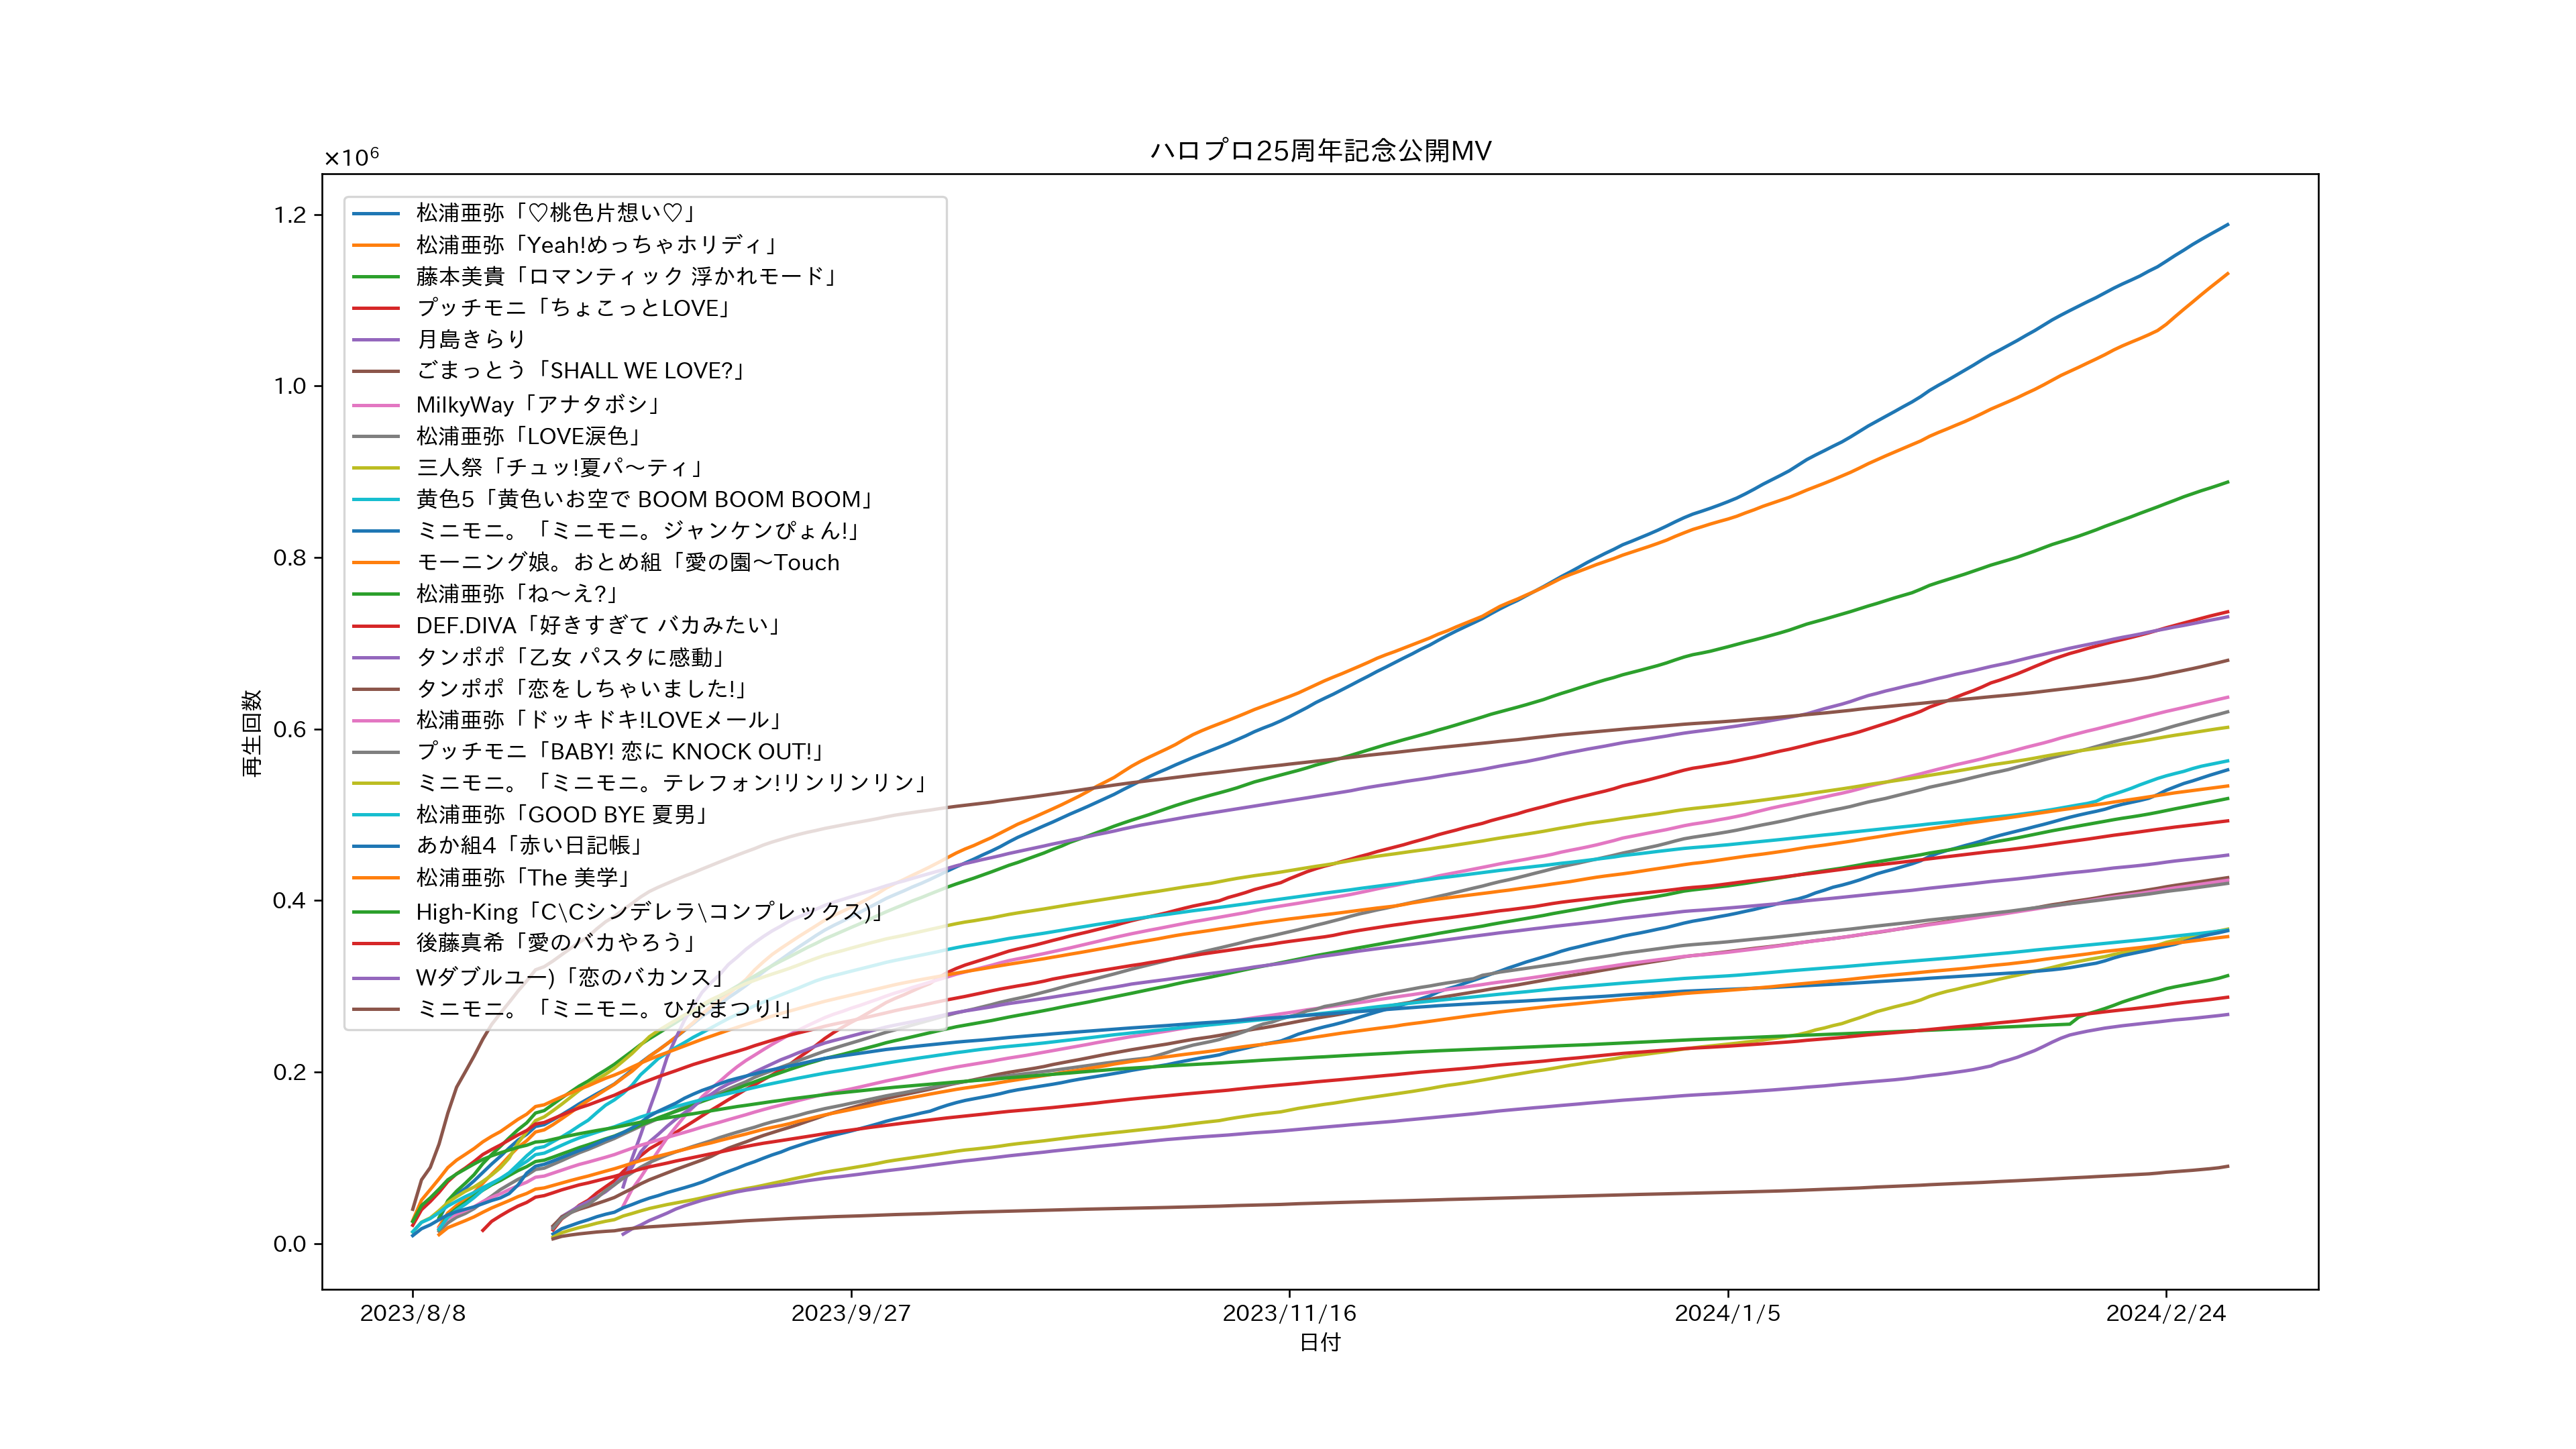 ハロプロ25周年記念公開MV
×10⁶
1.2
1.0
0.8
0.6
0.4
0.2
0.0
再生回数
松浦亜弥「♡桃色片想い♡」
松浦亜弥「Yeah!めっちゃホリディ」
藤本美貴「ロマンティック 浮かれモード」
プッチモニ「ちょこっとLOVE」
月島きらり
ごまっとう「SHALL WE LOVE?」
MilkyWay「アナタボシ」
松浦亜弥「LOVE涙色」
三人祭「チュッ!夏パ〜ティ」
黄色5「黄色いお空で BOOM BOOM BOOM」
ミニモニ。「ミニモニ。ジャンケンぴょん!」
モーニング娘。おとめ組「愛の園〜Touch
松浦亜弥「ね〜え?」
DEF.DIVA「好きすぎて バカみたい」
タンポポ「乙女 パスタに感動」
タンポポ「恋をしちゃいました!」
松浦亜弥「ドッキドキ!LOVEメール」
プッチモニ「BABY! 恋に KNOCK OUT!」
ミニモニ。「ミニモニ。テレフォン!リンリンリン」
松浦亜弥「GOOD BYE 夏男」
あか組4「赤い日記帳」
松浦亜弥「The 美学」
High-King「C\Cシンデレラ\コンプレックス)」
後藤真希「愛のバカやろう」
Wダブルユー)「恋のバカンス」
ミニモニ。「ミニモニ。ひなまつり!」
2023/8/8
2023/9/27
2023/11/16
2024/1/5
2024/2/24
日付